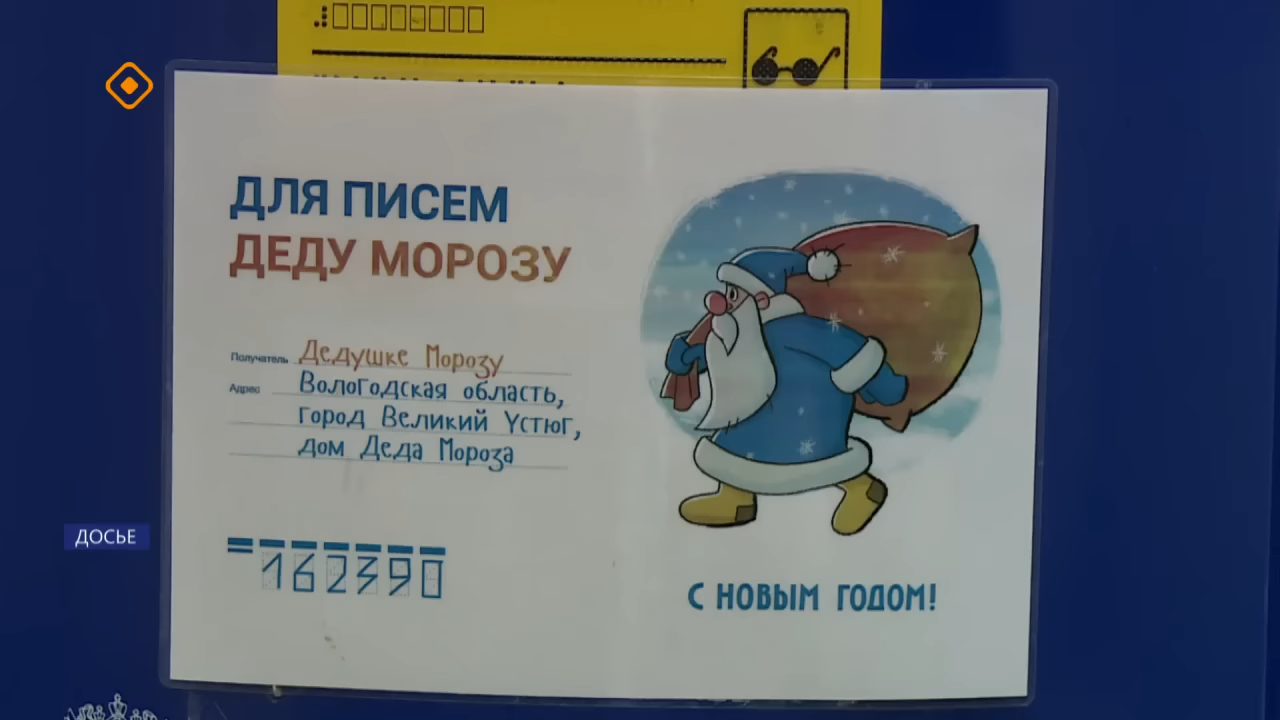 ДЛЯ ПИСЕМ
ДЕДУ МОРОЗУ
Получатель Дедушке Морозу
Адрес Вологодская область,
город Великий Устюг,
дом Деда Мороза
162390
С НОВЫМ ГОДОМ!
ДОСЬЕ